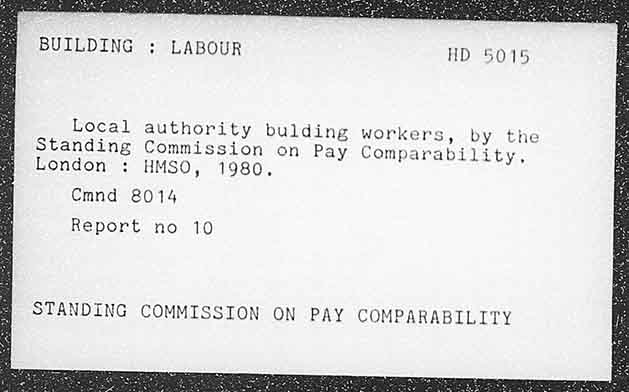 BUILDING : LABOUR HD 5015
Local authority bulding workers, by the
Standing Commission on Pay Comparability.
London : HMSO, 1980.
Cmnd 8014
Report no 10
STANDING COMMISSION ON PAY COMPARABILITY